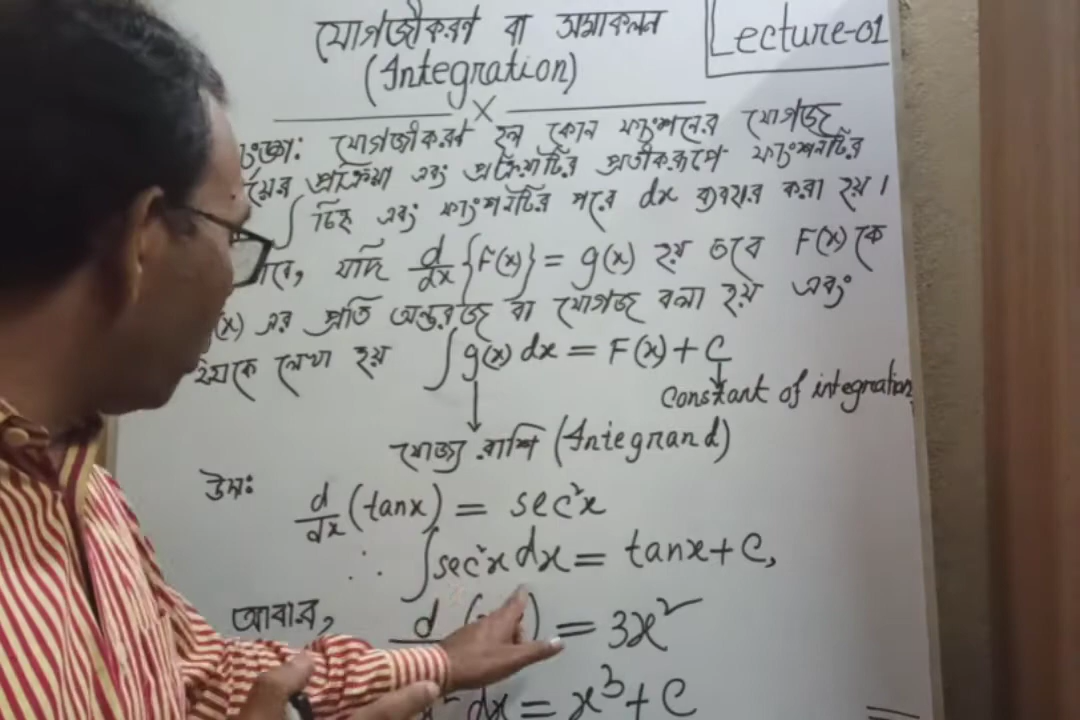 যোগজীকরণ বা সমাকলন
(Integration)
Lecture-01
যোগজীকরণ হল কোন ফাংশনের যোগজ
প্রক্রিয়া এবং প্রক্রিয়াটির প্রতীকরূপে ফাংশনটির
∫ চিহ্ন এবং ফাংশনটির পরে dx ব্যবহার করা হয়।
যদি d/dx {F(x)} = g(x) হয় তবে F(x) কে
এর প্রতি অন্তরজ বা যোগজ বলা হয় এবং
লেখা হয় ∫ g(x) dx = F(x) + C
Constant of integration
যোজ্য রাশি (Integrand)
উদাঃ d/dx (tanx) = sec²x
∴ ∫ sec²x dx = tanx + C,
আবার, d = 3x²
dx = x³ + C